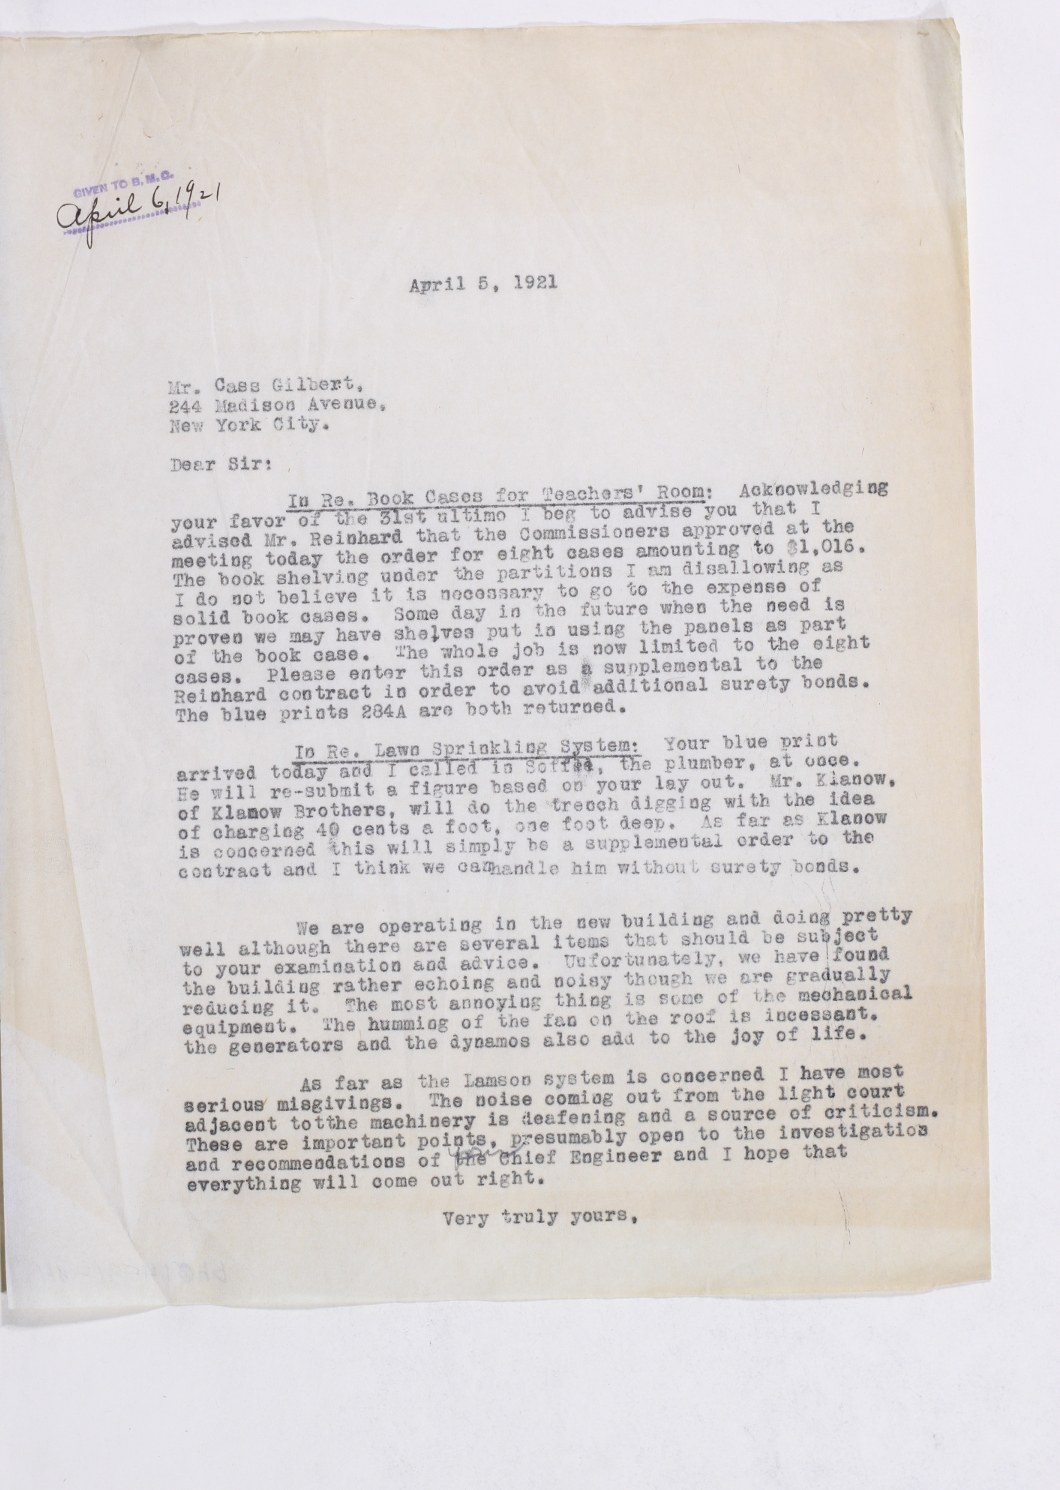 GIVEN TO B. M. G.
April 6, 1921
April 5, 1921
Mr. Cass Gilbert,
244 Madison Avenue,
New York City.
Dear Sir:
In Re. Book Cases for Teachers' Room: Acknowledging
your favor of the 31st ultimo I beg to advise you that I
advised Mr. Reinhard that the Commissioners approved at the
meeting today the order for eight cases amounting to $1,016.
The book shelving under the partitions I am disallowing as
I do not believe it is necessary to go to the expense of
solid book cases. Some day in the future when the need is
proven we may have shelves put in using the panels as part
of the book case. The whole job is now limited to the eight
cases. Please enter this order as a supplemental to the
Reinhard contract in order to avoid additional surety bonds.
The blue prints 284A are both returned.
In Re. Lawn Sprinkling System: Your blue print
arrived today and I called in the plumber, at once.
He will re-submit a figure based on your lay out. Mr. Klanow,
of Klanow Brothers, will do the trench digging with the idea
of charging 40 cents a foot, one foot deep. As far as Klanow
is concerned this will simply be a supplemental order to the
contract and I think we can handle him without surety bonds.
We are operating in the new building and doing pretty
well although there are several items that should be subject
to your examination and advice. Unfortunately, we have found
the building rather echoing and noisy though we are gradually
reducing it. The most annoying thing is some of the mechanical
equipment. The humming of the fan on the roof is incessant.
the generators and the dynamos also add to the joy of life.
As far as the Lamson system is concerned I have most
serious misgivings. The noise coming out from the light court
adjacent totthe machinery is deafening and a source of criticism.
These are important points, presumably open to the investigation
and recommendations of the Chief Engineer and I hope that
everything will come out right.
Very truly yours,